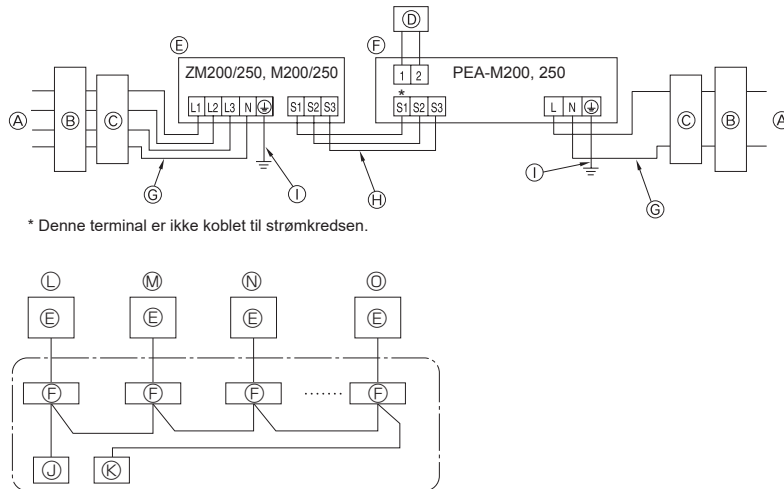 Ⓓ
Ⓔ Ⓕ
ZM200/250, M200/250 1 2 PEA-M200, 250
*
L1 L2 L3 N S1 S2 S3 S1 S2 S3 L N
Ⓐ Ⓑ Ⓒ Ⓒ Ⓑ Ⓐ
Ⓖ Ⓘ Ⓗ Ⓘ Ⓖ
* Denne terminal er ikke koblet til strømkredsen.
Ⓛ Ⓜ Ⓝ Ⓞ
Ⓔ Ⓔ Ⓔ Ⓔ
Ⓕ Ⓕ Ⓕ ······· Ⓕ
Ⓙ Ⓚ